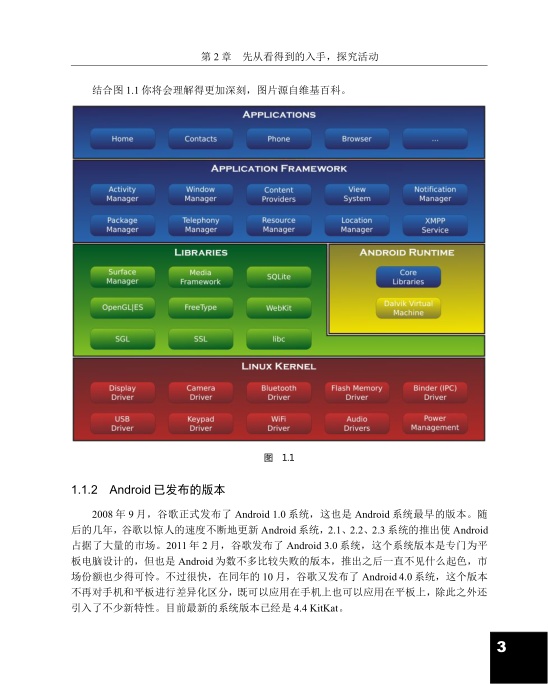 第 2 章　先从看得到的入手，探究活动
结合图 1.1 你将会理解得更加深刻，图片源自维基百科。
APPLICATIONS
Home Contacts Phone Browser ...
APPLICATION FRAMEWORK
Activity Manager Window Manager Content Providers View System Notification Manager
Package Manager Telephony Manager Resource Manager Location Manager XMPP Service
LIBRARIES
Surface Manager Media Framework SQLite
OpenGL|ES FreeType WebKit
SGL SSL libc
ANDROID RUNTIME
Core Libraries
Dalvik Virtual Machine
LINUX KERNEL
Display Driver Camera Driver Bluetooth Driver Flash Memory Driver Binder (IPC) Driver
USB Driver Keypad Driver WiFi Driver Audio Drivers Power Management
图 1.1
1.1.2 Android 已发布的版本
2008 年 9 月，谷歌正式发布了 Android 1.0 系统，这也是 Android 系统最早的版本。随
后的几年，谷歌以惊人的速度不断地更新 Android 系统，2.1、2.2、2.3 系统的推出使 Android
占据了大量的市场。2011 年 2 月，谷歌发布了 Android 3.0 系统，这个系统版本是专门为平
板电脑设计的，但也是 Android 为数不多比较失败的版本，推出之后一直不见什么起色，市
场份额也少得可怜。不过很快，在同年的 10 月，谷歌又发布了 Android 4.0 系统，这个版本
不再对手机和平板进行差异化区分，既可以应用在手机上也可以应用在平板上，除此之外还
引入了不少新特性。目前最新的系统版本已经是 4.4 KitKat。
3